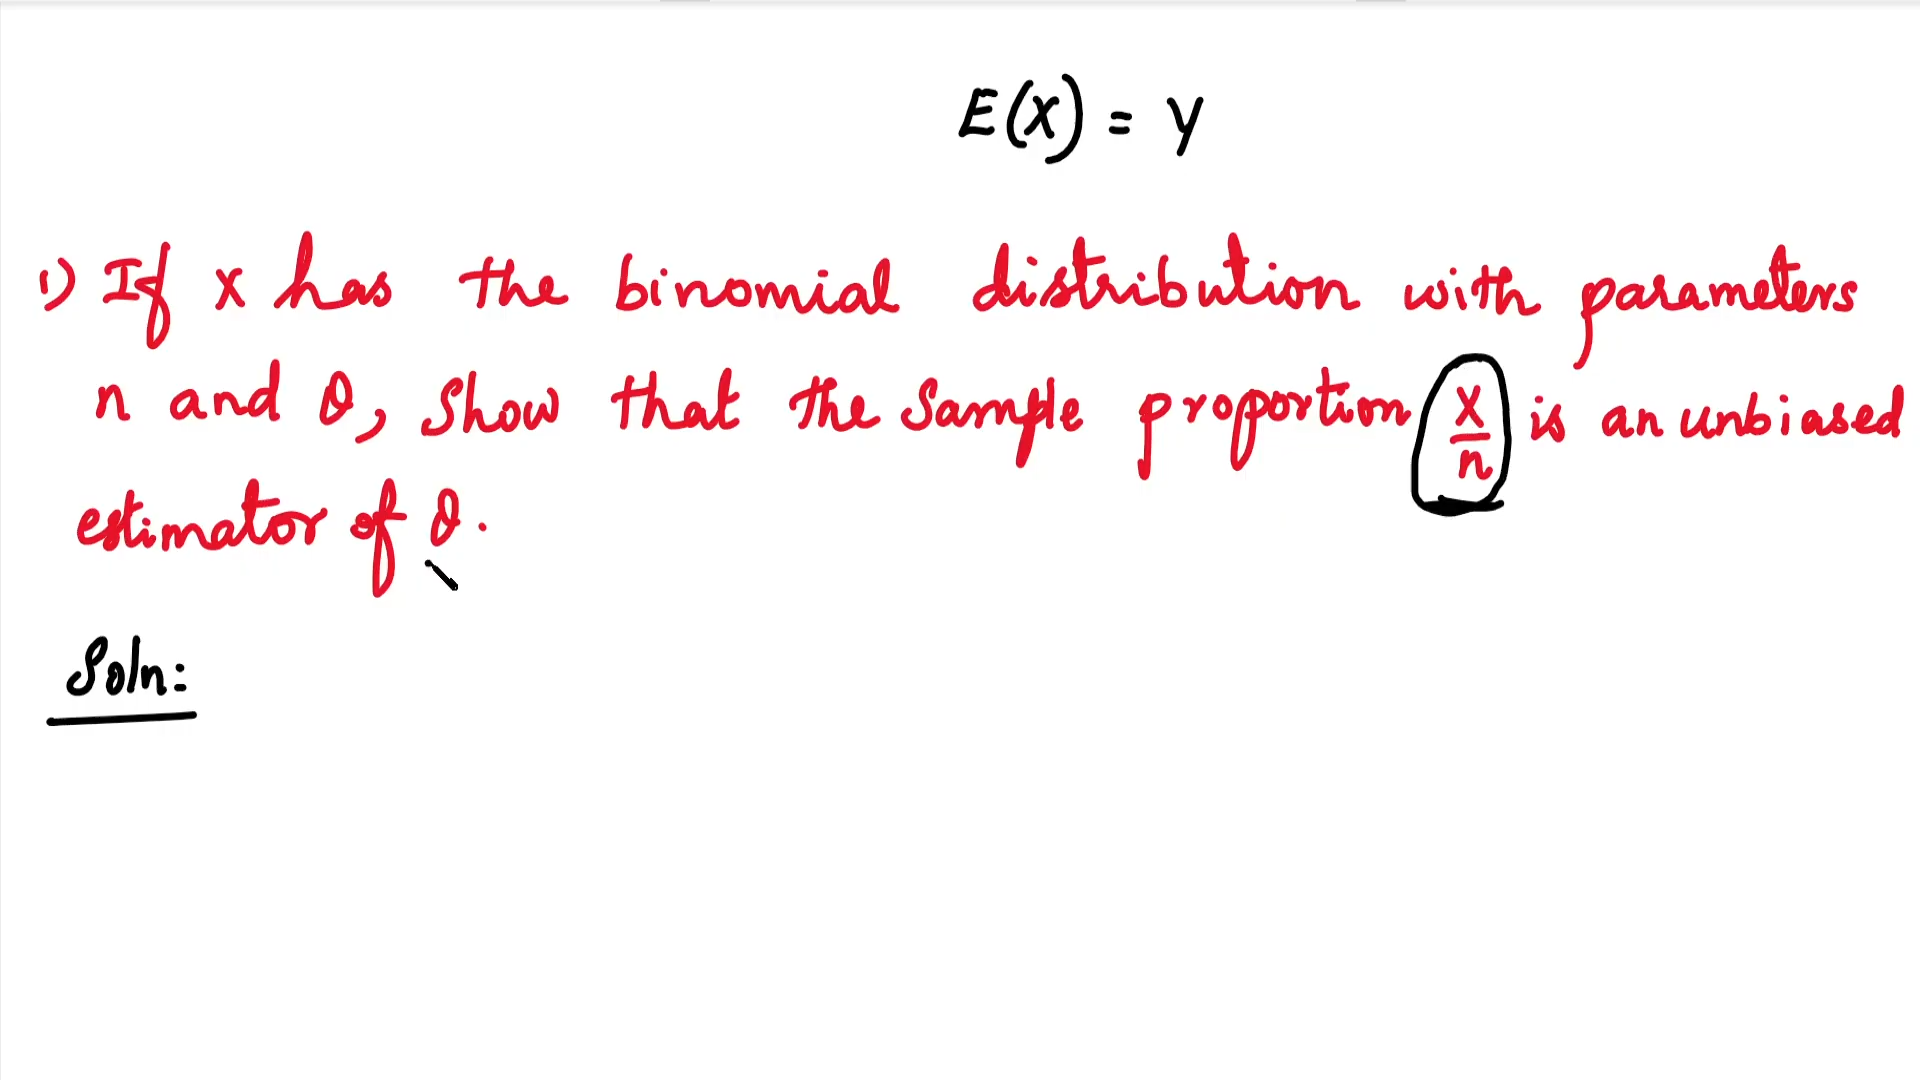 E(X) = Y
1) If X has the binomial distribution with parameters
n and θ, show that the sample proportion X/n is an unbiased
estimator of θ.
Soln: